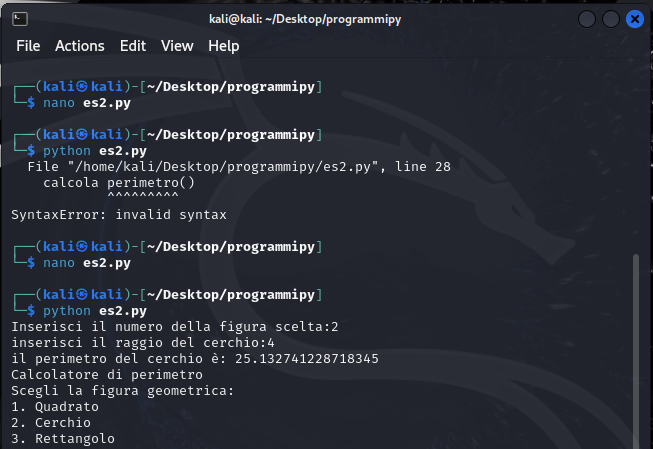 kali@kali: ~/Desktop/programmipy
File Actions Edit View Help
┌──(kali㉿kali)-[~/Desktop/programmipy]
└─$ nano es2.py
┌──(kali㉿kali)-[~/Desktop/programmipy]
└─$ python es2.py
  File "/home/kali/Desktop/programmipy/es2.py", line 28
    calcola perimetro()
            ^^^^^^^^^
SyntaxError: invalid syntax
┌──(kali㉿kali)-[~/Desktop/programmipy]
└─$ nano es2.py
┌──(kali㉿kali)-[~/Desktop/programmipy]
└─$ python es2.py
Inserisci il numero della figura scelta:2
inserisci il raggio del cerchio:4
il perimetro del cerchio è: 25.132741228718345
Calcolatore di perimetro
Scegli la figura geometrica:
1. Quadrato
2. Cerchio
3. Rettangolo